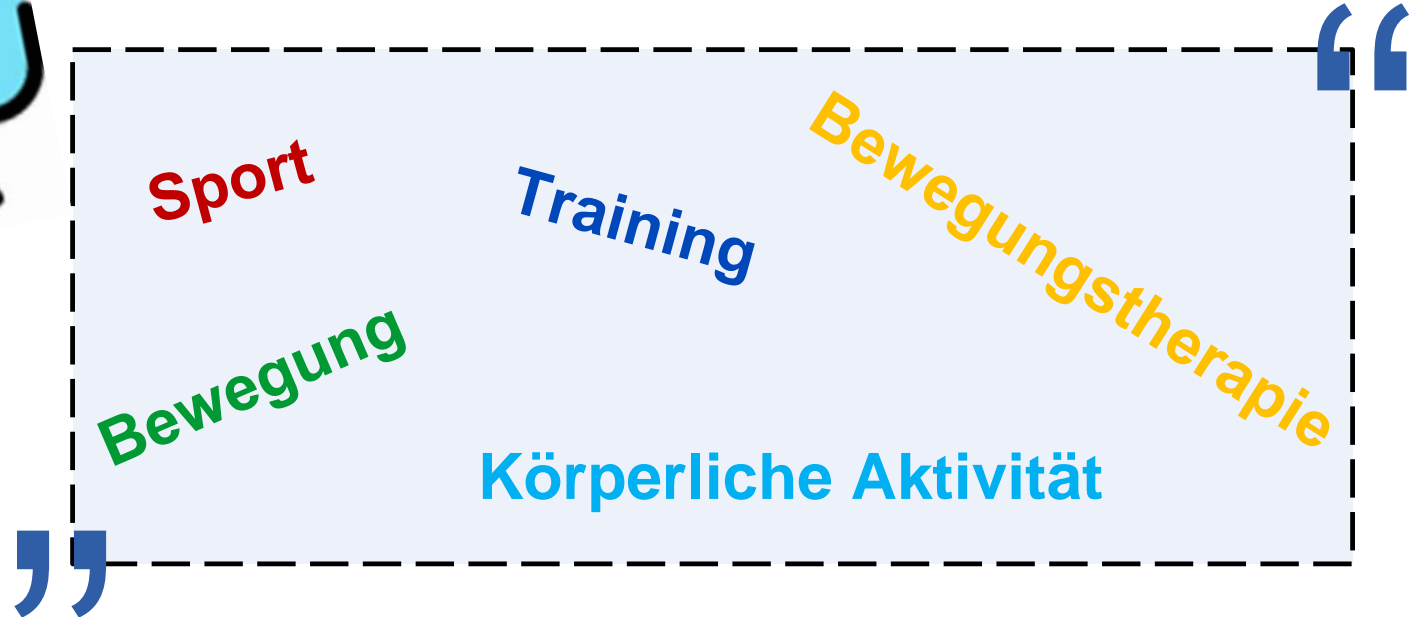 Sport
Training
Bewegungstherapie
Bewegung
Körperliche Aktivität